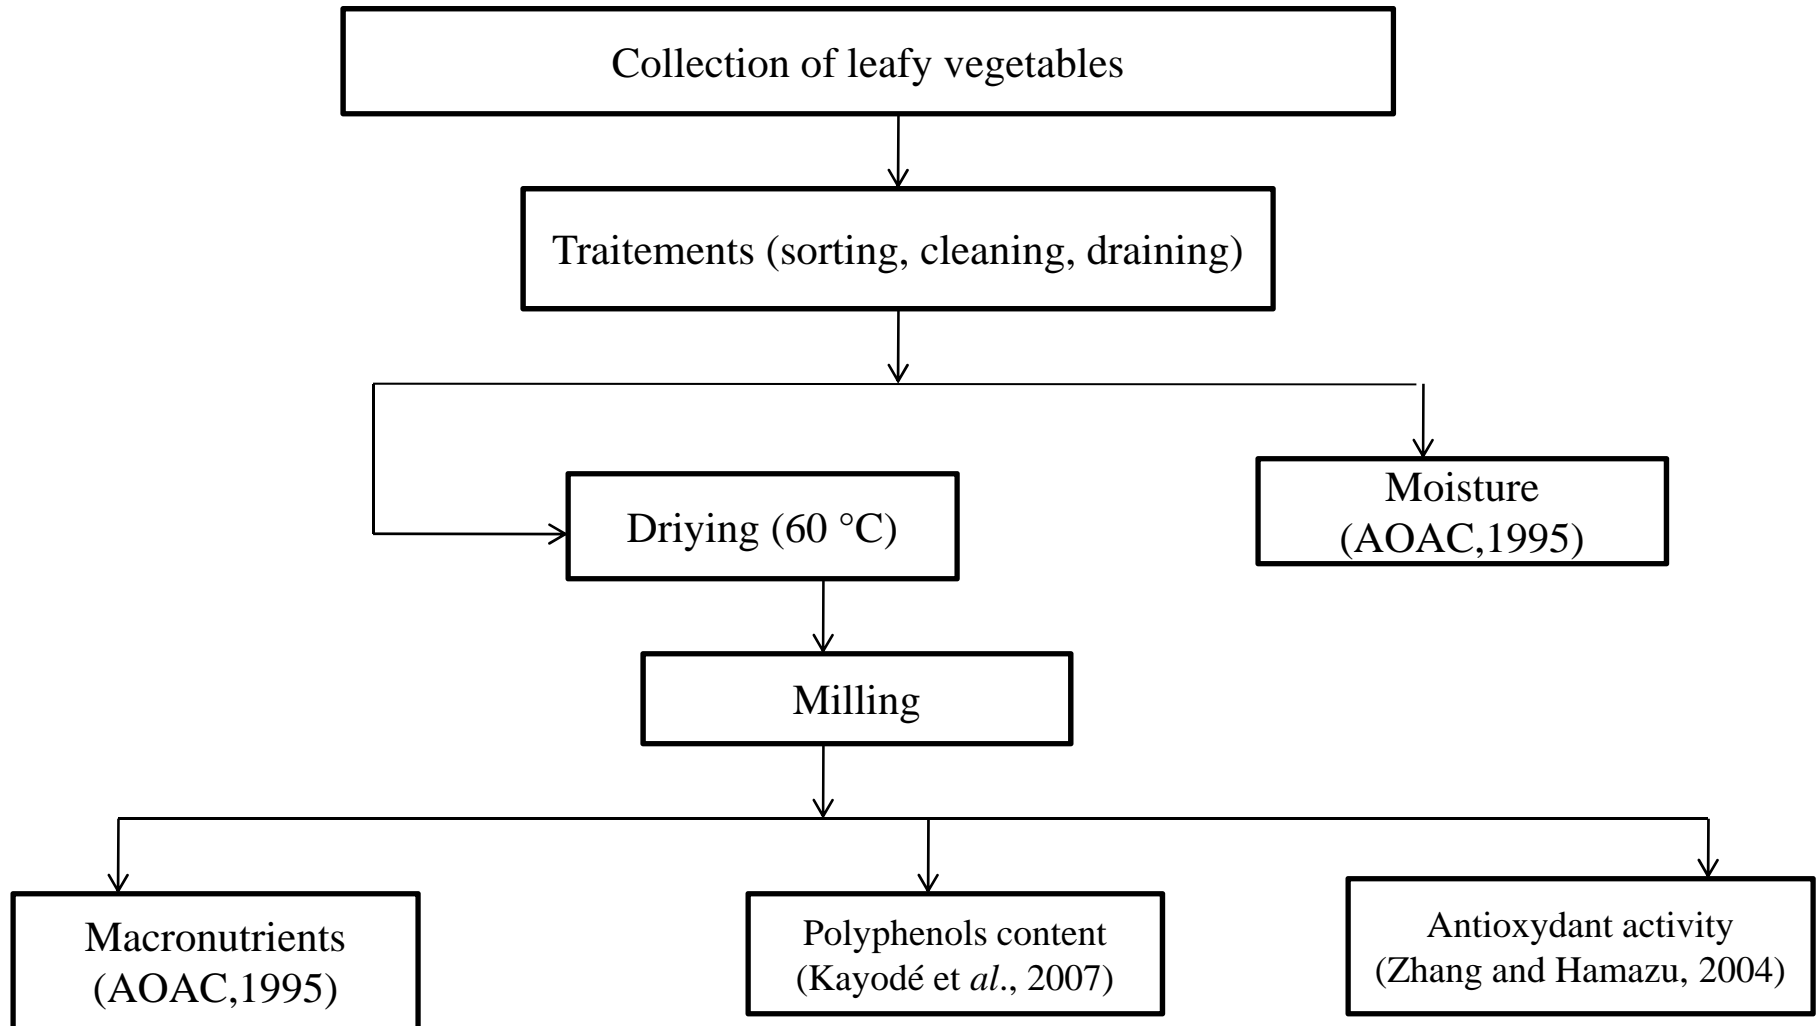 Collection of leafy vegetables
Traitements (sorting, cleaning, draining)
Moisture
(AOAC,1995)
Driying (60 °C)
Milling
Macronutrients
(AOAC,1995)
Polyphenols content
(Kayodé et al., 2007)
Antioxydant activity
(Zhang and Hamazu, 2004)